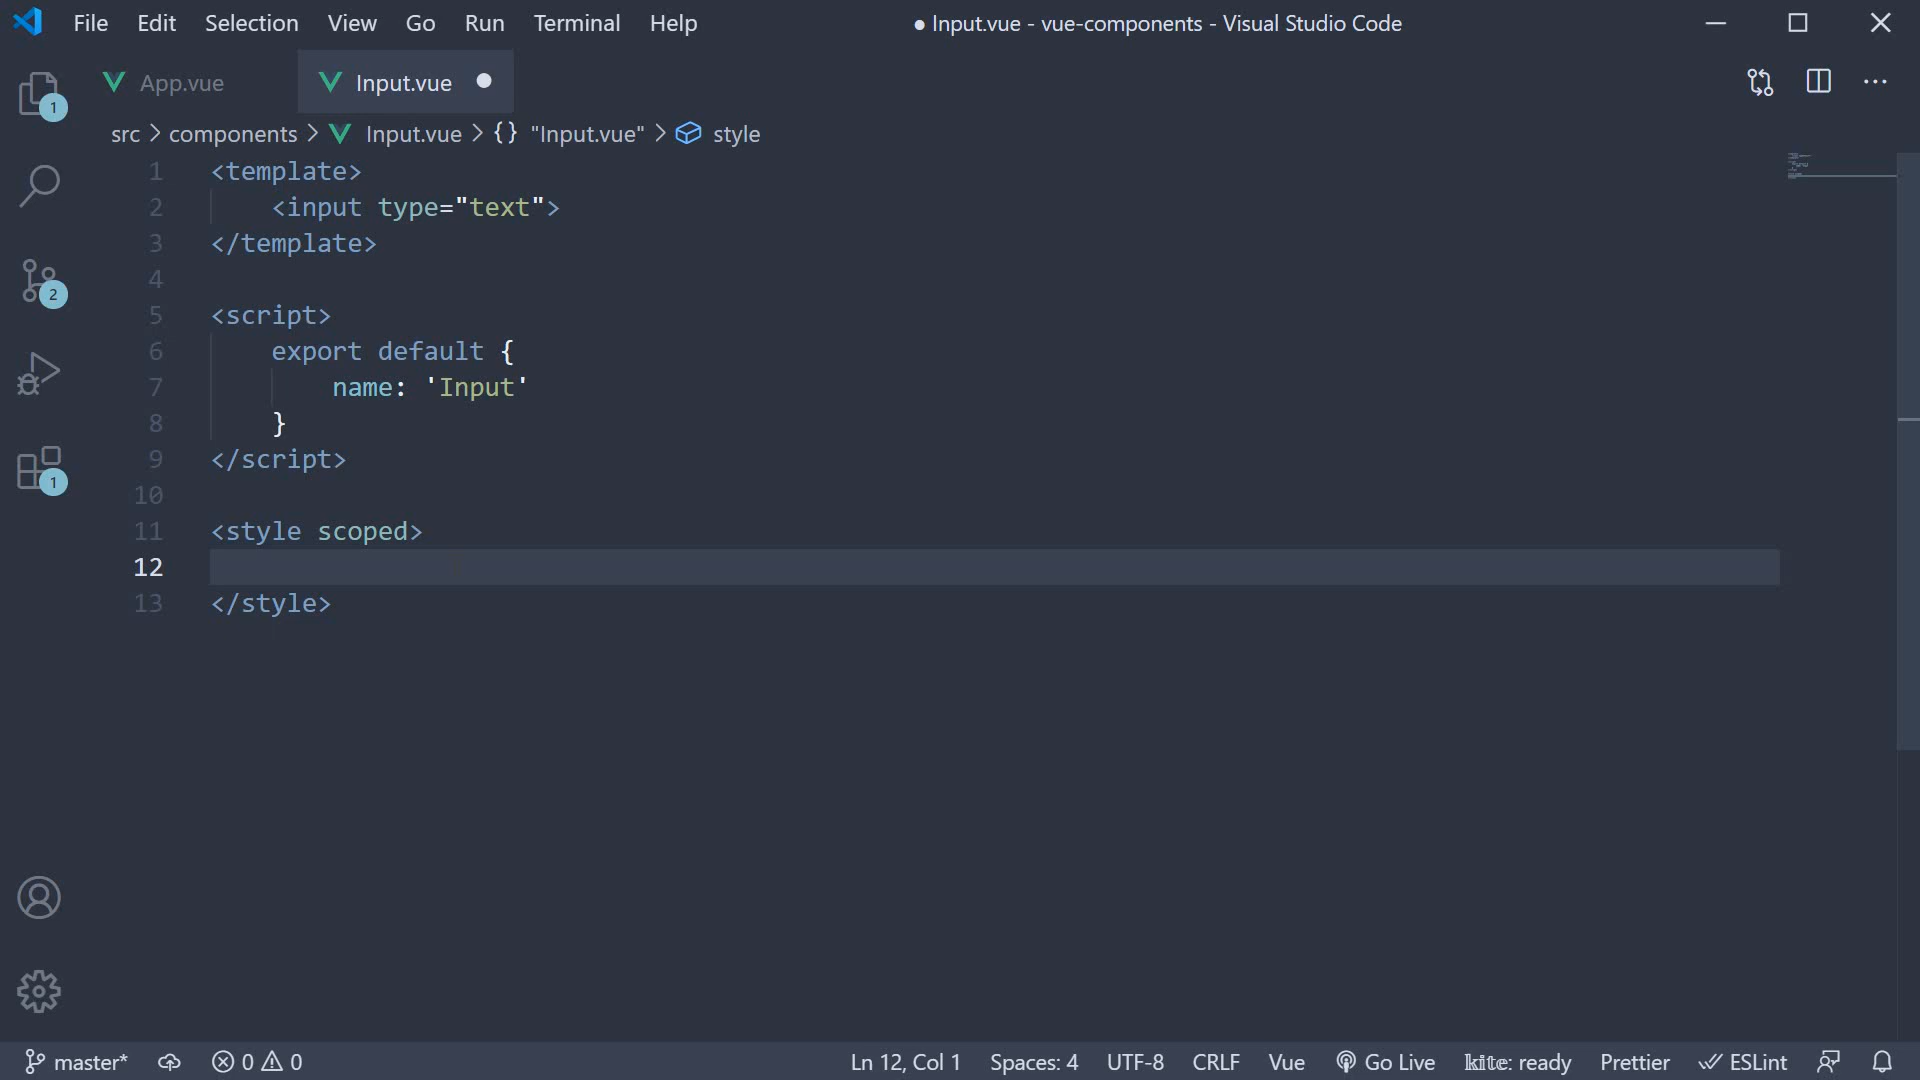 File Edit Selection View Go Run Terminal Help ● Input.vue - vue-components - Visual Studio Code
App.vue Input.vue
src > components > Input.vue > {} "Input.vue" > style
1 <template>
2 <input type="text">
3 </template>
4
5 <script>
6 export default {
7 name: 'Input'
8 }
9 </script>
10
11 <style scoped>
12
13 </style>
1
2
1
master* 0 0 Ln 12, Col 1 Spaces: 4 UTF-8 CRLF Vue Go Live kite: ready Prettier ESLint